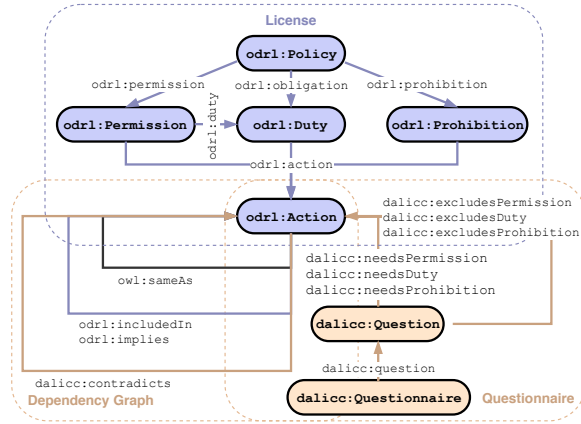 License
odrl:Policy
odrl:permission
odrl:obligation
odrl:prohibition
odrl:Permission
odrl:duty
odrl:Duty
odrl:Prohibition
odrl:action
odrl:Action
dalicc:excludesPermission
dalicc:excludesDuty
dalicc:excludesProhibition
owl:sameAs
dalicc:needsPermission
dalicc:needsDuty
dalicc:needsProhibition
odrl:includedIn
odrl:implies
dalicc:Question
dalicc:question
dalicc:contradicts
Dependency Graph
dalicc:Questionnaire
Questionnaire